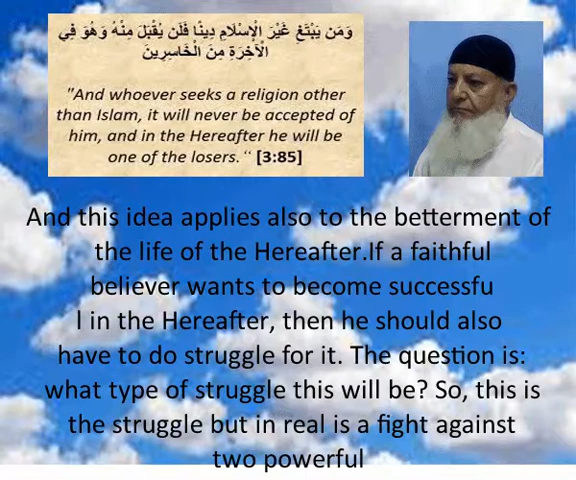 وَمَن يَبْتَغِ غَيْرَ الْإِسْلَامِ دِينًا فَلَن يُقْبَلَ مِنْهُ وَهُوَ فِي
الْآخِرَةِ مِنَ الْخَاسِرِينَ
"And whoever seeks a religion other
than Islam, it will never be accepted of
him, and in the Hereafter he will be
one of the losers. " [3:85]
And this idea applies also to the betterment of
the life of the Hereafter.If a faithful
believer wants to become successfu
l in the Hereafter, then he should also
have to do struggle for it. The question is:
what type of struggle this will be? So, this is
the struggle but in real is a fight against
two powerful